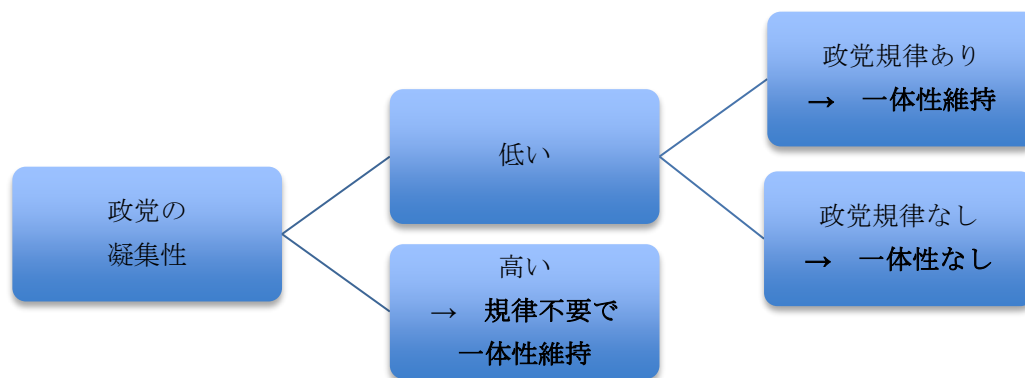 政党の
凝集性
低い
高い
→ 規律不要で
一体性維持
政党規律あり
→ 一体性維持
政党規律なし
→ 一体性なし